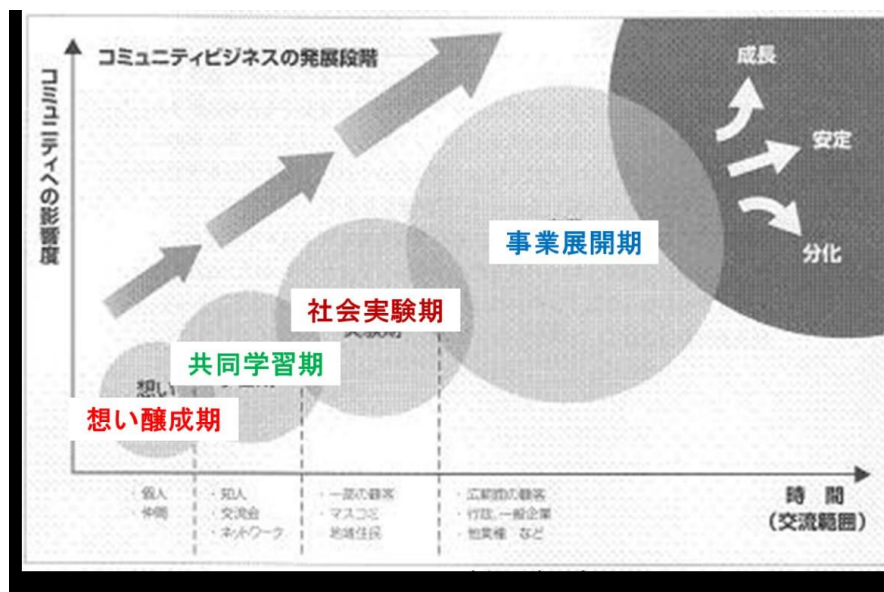 コミュニティビジネスの発展段階
コミュニティへの影響度
成長
安定
分化
事業展開期
社会実験期
共同学習期
想い
想い醸成期
・個人
・仲間
・知人
・交流会
・ネットワーク
・一部の顧客
・マスコミ
地域住民
・広範囲の顧客
・行政、一般企業
・他業種 など
時 間
(交流範囲)